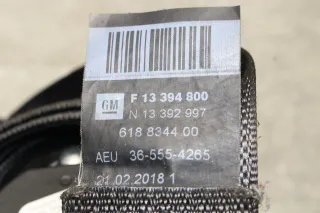 F 13 394 800
GM
N 13 392 997
618 8344 00
AEU 36-555-4265
21.02.2018 1